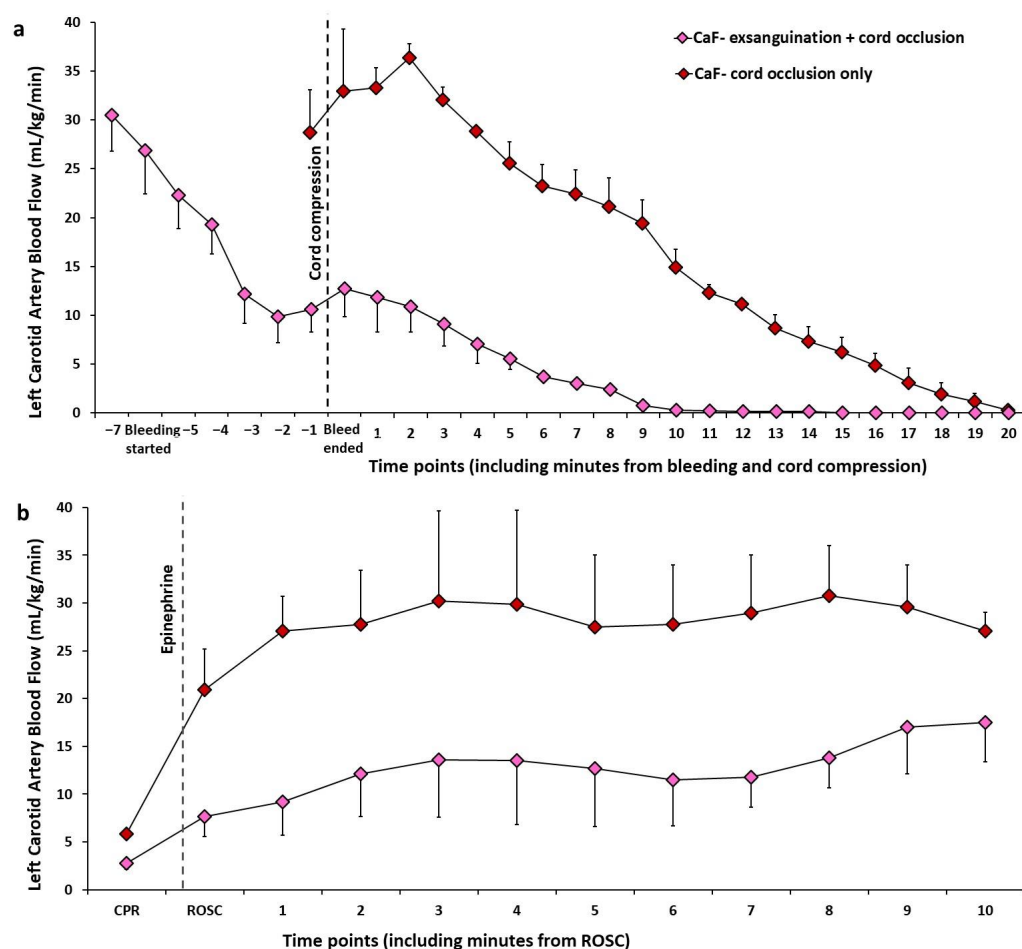 a
Left Carotid Artery Blood Flow (mL/kg/min)
40
35
30
25
20
15
10
5
0
CaF- exsanguination + cord occlusion
CaF- cord occlusion only
Cord compression
−7 Bleeding started −5 −4 −3 −2 −1 Bleed ended 1 2 3 4 5 6 7 8 9 10 11 12 13 14 15 16 17 18 19 20
Time points (including minutes from bleeding and cord compression)
b
Left Carotid Artery Blood Flow (mL/kg/min)
40
35
30
25
20
15
10
5
0
Epinephrine
CPR ROSC 1 2 3 4 5 6 7 8 9 10
Time points (including minutes from ROSC)